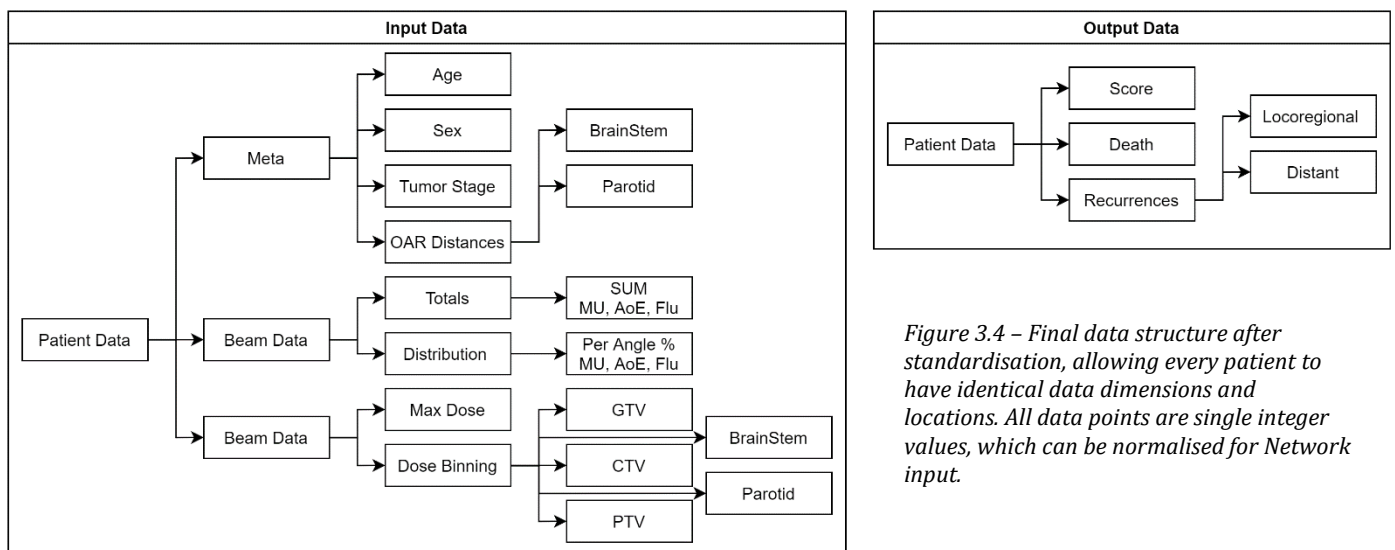 Input Data
Patient Data
Meta
Age
Sex
Tumor Stage
OAR Distances
BrainStem
Parotid
Beam Data
Totals
SUM
MU, AoE, Flu
Distribution
Per Angle %
MU, AoE, Flu
Beam Data
Max Dose
Dose Binning
GTV
BrainStem
CTV
Parotid
PTV
Output Data
Patient Data
Score
Death
Recurrences
Locoregional
Distant
Figure 3.4 – Final data structure after
standardisation, allowing every patient to
have identical data dimensions and
locations. All data points are single integer
values, which can be normalised for Network
input.